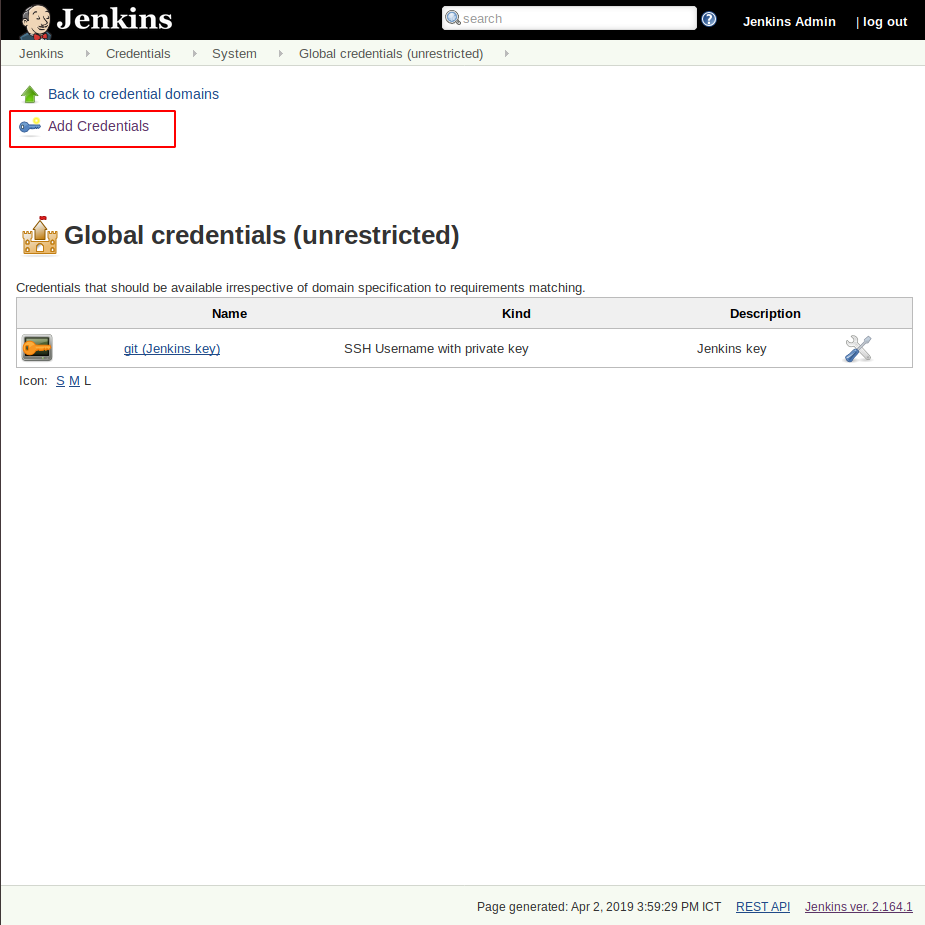 Jenkins search Jenkins Admin | log out
Jenkins Credentials System Global credentials (unrestricted)
Back to credential domains
Add Credentials
Global credentials (unrestricted)
Credentials that should be available irrespective of domain specification to requirements matching.
Name Kind Description
git (Jenkins key) SSH Username with private key Jenkins key
Icon: S M L
Page generated: Apr 2, 2019 3:59:29 PM ICT REST API Jenkins ver. 2.164.1